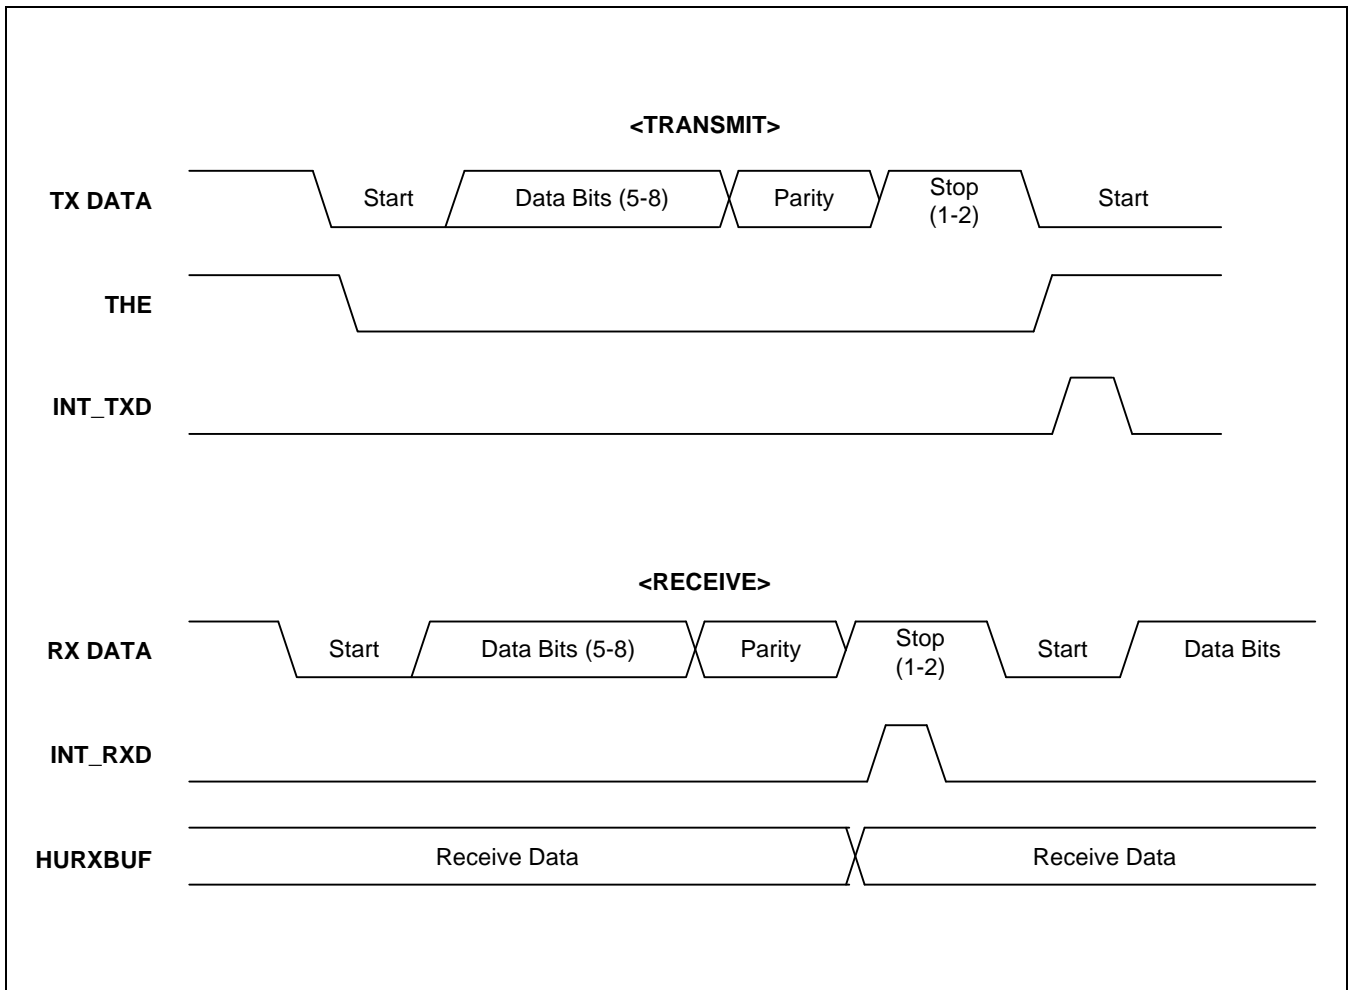 <TRANSMIT>
TX DATA
Start
Data Bits (5-8)
Parity
Stop
(1-2)
Start
THE
INT_TXD
<RECEIVE>
RX DATA
Start
Data Bits (5-8)
Parity
Stop
(1-2)
Start
Data Bits
INT_RXD
HURXBUF
Receive Data
Receive Data